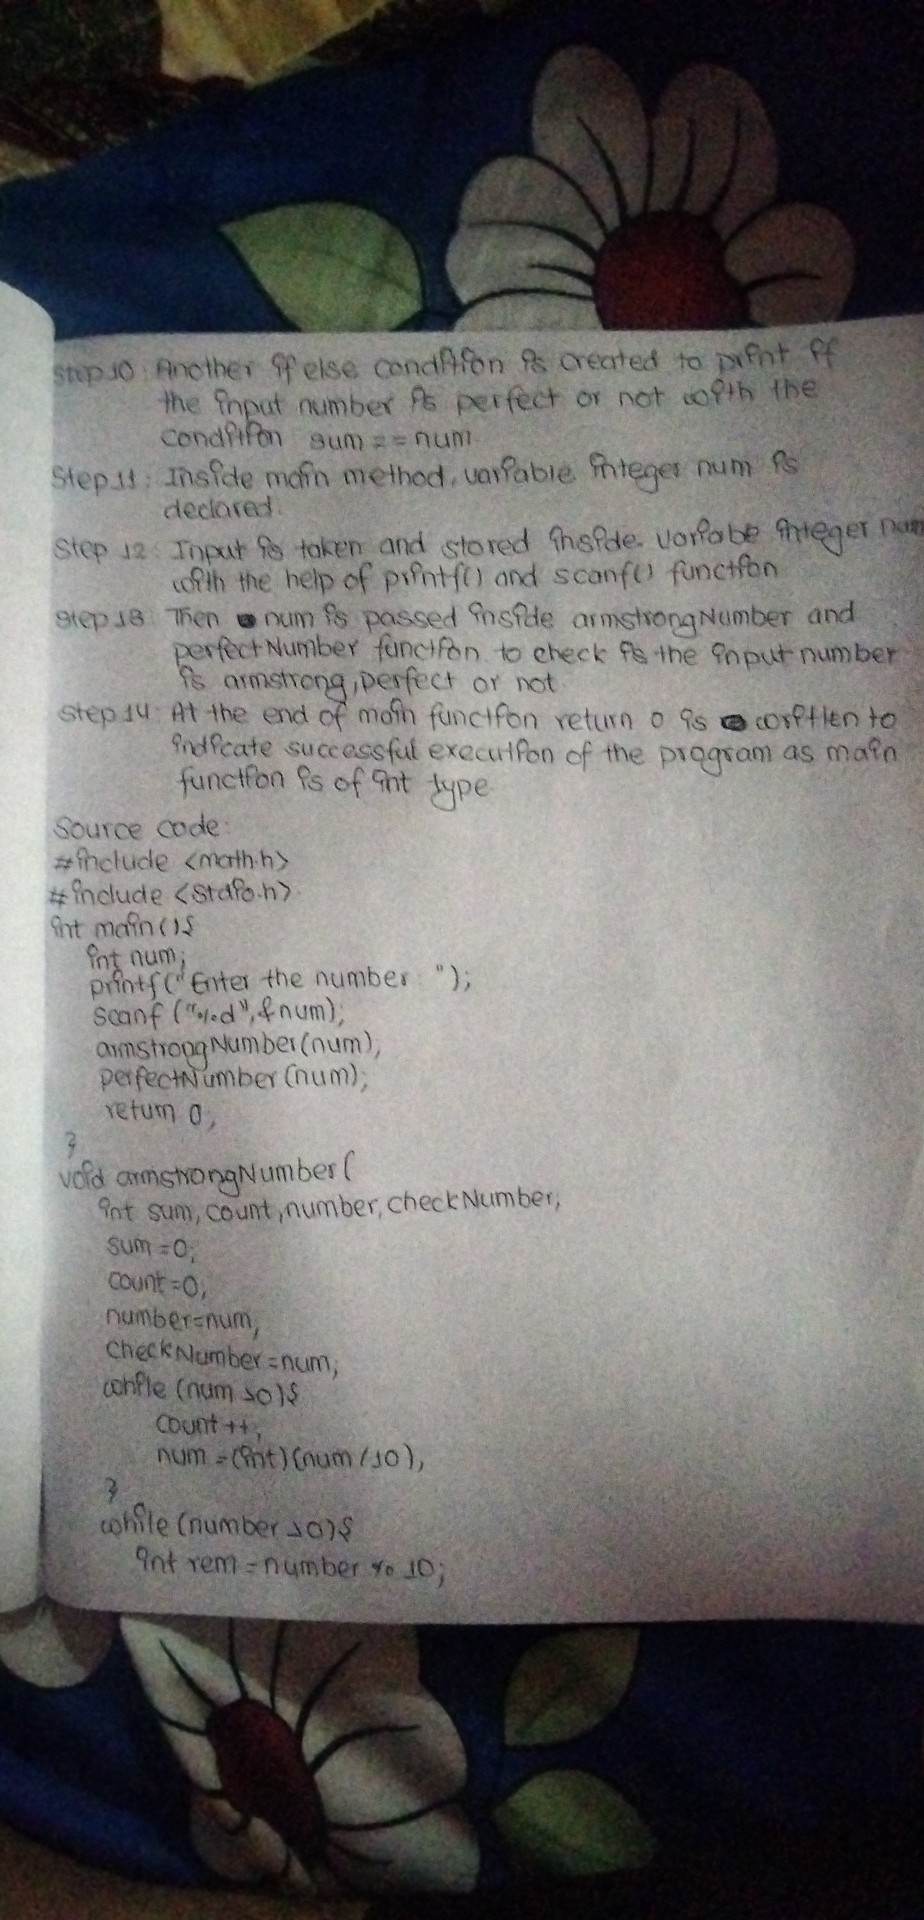 Step 10: Another if else condition is created to print if
the input number is perfect or not with the
condition sum == num.
Step 11: Inside main method, variable integer num is
declared.
Step 12: Input is taken and stored inside variabe integer num
with the help of printf() and scanf() function
Step 13: Then num is passed inside armstrongNumber and
perfectNumber function to check is the input number
is armstrong, perfect or not
Step 14: At the end of main function return 0 is written to
indicate successful execution of the program as main
function is of int type.
Source code:
#include <math.h>
#include <stdio.h>
int main(){
int num;
printf("Enter the number: ");
scanf("%d",&num);
armstrongNumber(num);
perfectNumber(num);
return 0;
}
void armstrongNumber(
int sum, count, number, checkNumber;
sum=0;
count=0;
number=num;
checkNumber=num;
while (num>0){
count++;
num=(int)(num/10);
}
while (number>0){
int rem=number % 10;